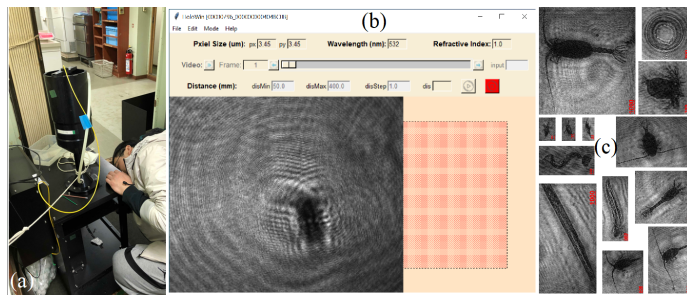 (b)
File Edit Mode Help
Pxiel Size (um): px 3.45 py 3.45 Wavelength (nm): 532 Refractive Index: 1.0
Video: Frame: 1 input
Distance (mm): disMin 50.0 disMax 400.0 disStep 1.0 dis
(a)
(c)